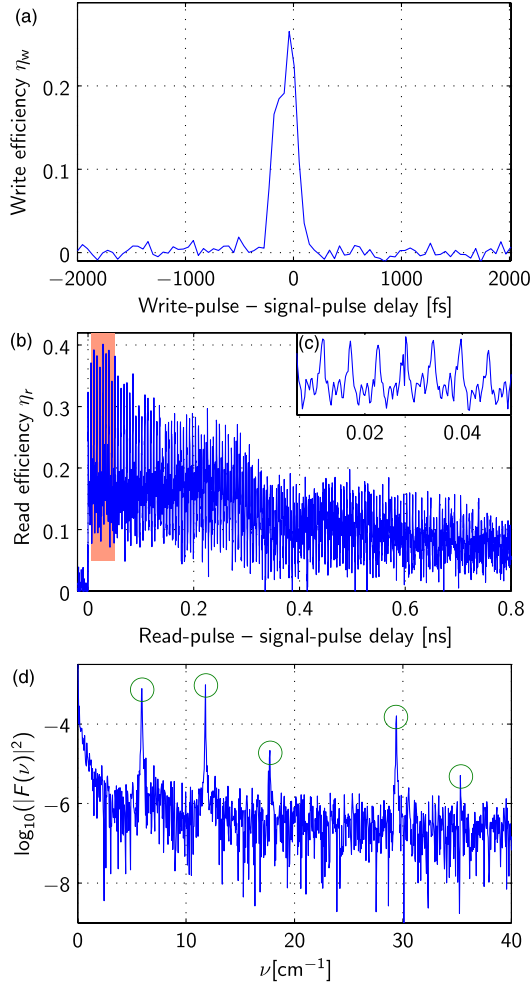 (a)
Write efficiency ηw
0.2
0.1
0
−2000 −1000 0 1000 2000
Write-pulse – signal-pulse delay [fs]
(b)
Read efficiency ηr
0.4
0.3
0.2
0.1
0
(c)
0.02 0.04
0 0.2 0.4 0.6 0.8
Read-pulse – signal-pulse delay [ns]
(d)
log10(|F(ν)|²)
−4
−6
−8
0 10 20 30 40
ν[cm⁻¹]